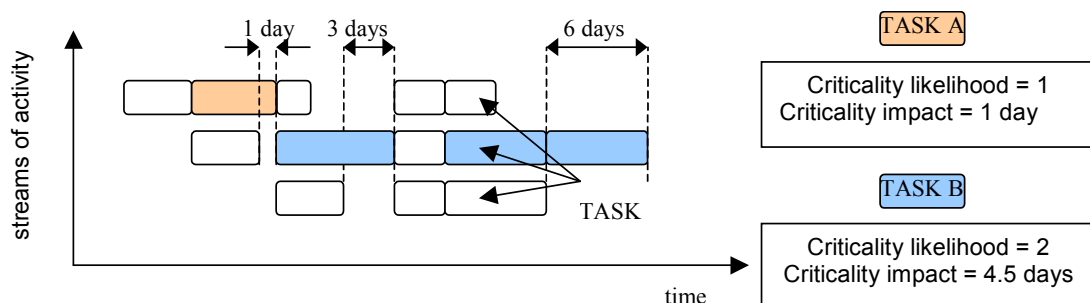 1 day
3 days
6 days
TASK A
Criticality likelihood = 1
Criticality impact = 1 day
streams of activity
TASK
TASK B
Criticality likelihood = 2
Criticality impact = 4.5 days
time